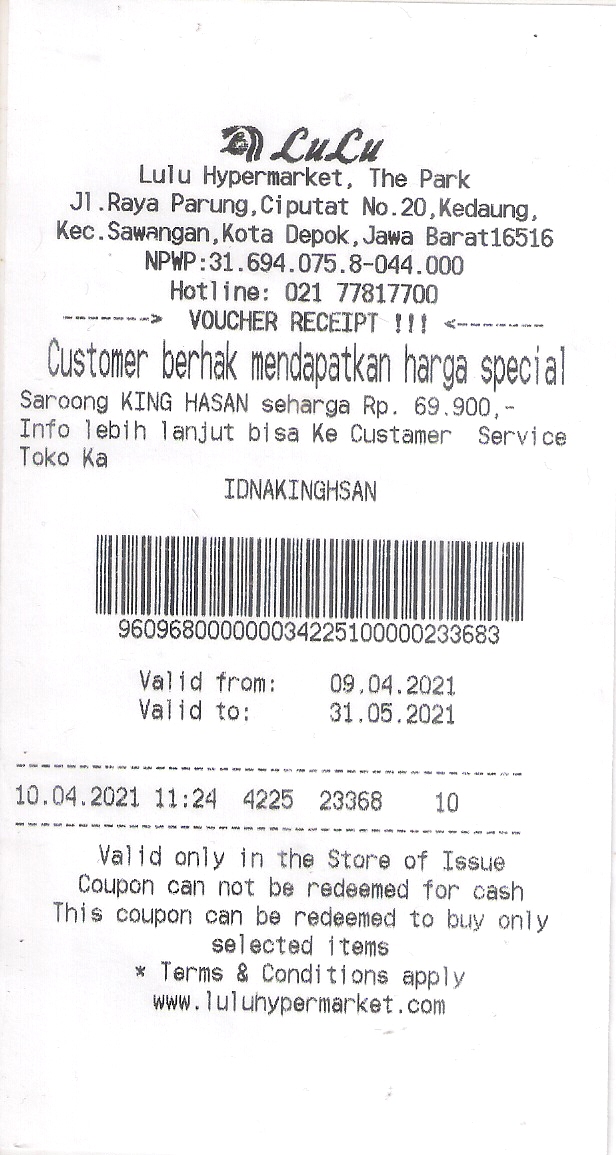 LuLu
Lulu Hypermarket, The Park
Jl.Raya Parung,Ciputat No.20,Kedaung,
Kec.Sawangan,Kota Depok,Jawa Barat16516
NPWP:31.694.075.8-044.000
Hotline: 021 77817700
-----> VOUCHER RECEIPT !!! <-----
Customer berhak mendapatkan harga special
Saroong KING HASAN seharga Rp. 69.900,-
Info lebih lanjut bisa Ke Custamer Service
Toko Ka
IDNAKINGHSAN
960968000000034225100000233683
Valid from: 09.04.2021
Valid to: 31.05.2021
10.04.2021 11:24 4225 23368 10
Valid only in the Store of Issue
Coupon can not be redeemed for cash
This coupon can be redeemed to buy only
selected items
* Terms & Conditions apply
www.luluhypermarket.com